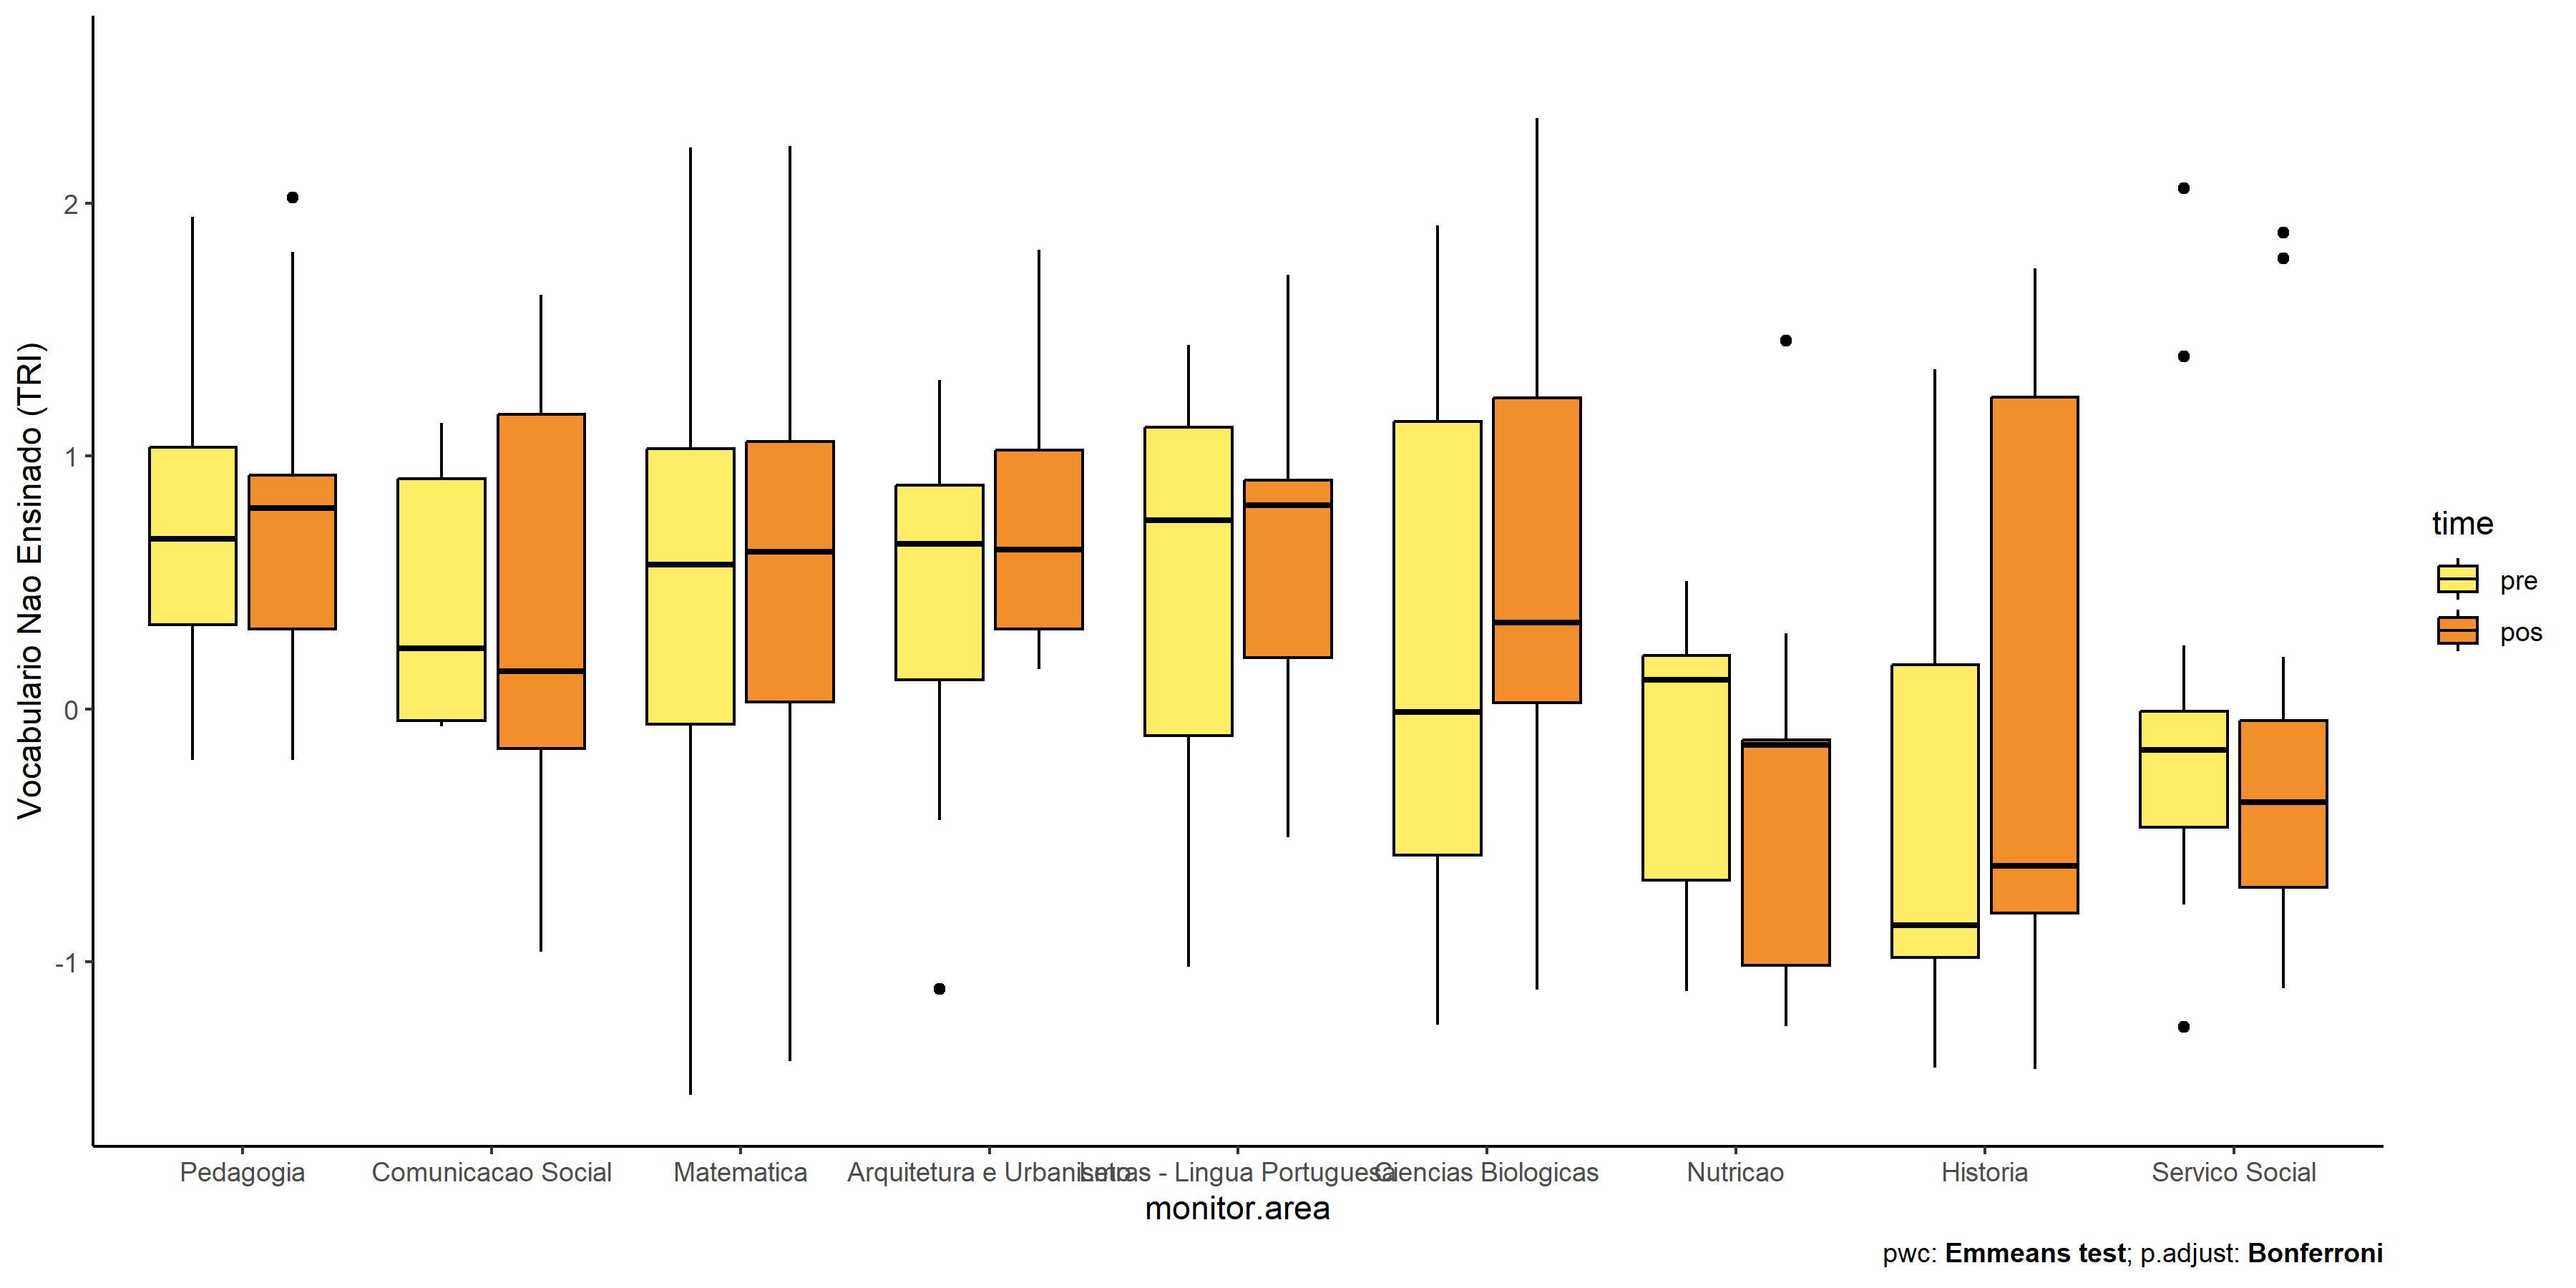 Vocabulario Nao Ensinado (TRI)
2
1
0
-1
Pedagogia
Comunicacao Social
Matematica
Arquitetura e Urbanismo
Letras - Lingua Portuguesa
Ciencias Biologicas
Nutricao
Historia
Servico Social
monitor.area
time
pre
pos
pwc: Emmeans test; p.adjust: Bonferroni